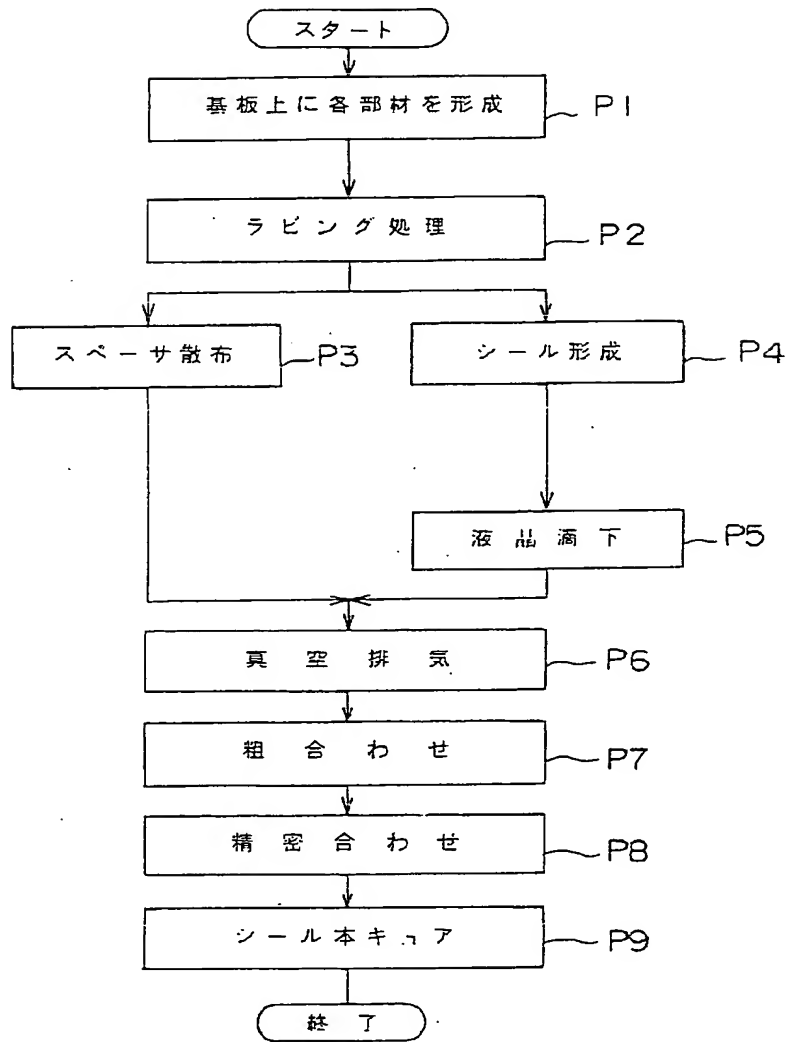 スタート
基板上に各部材を形成 P1
ラビング処理 P2
スペーサ散布 P3
シール形成 P4
液晶滴下 P5
真空排気 P6
粗合わせ P7
精密合わせ P8
シール本キュア P9
終了